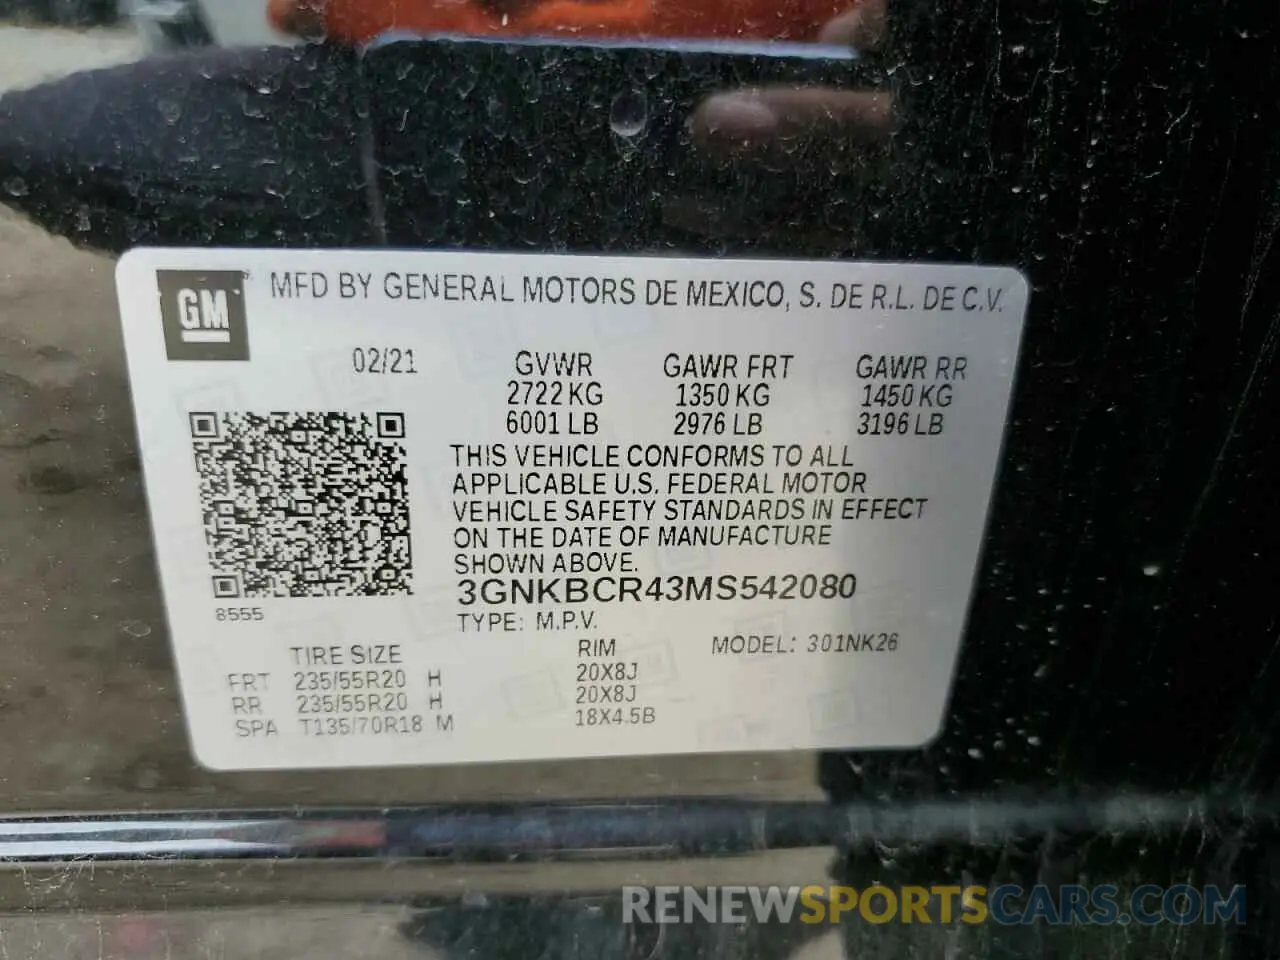 GM
MFD BY GENERAL MOTORS DE MEXICO, S. DE R.L. DE C.V.
02/21
GVWR GAWR FRT GAWR RR
2722 KG 1350 KG 1450 KG
6001 LB 2976 LB 3196 LB
THIS VEHICLE CONFORMS TO ALL
APPLICABLE U.S. FEDERAL MOTOR
VEHICLE SAFETY STANDARDS IN EFFECT
ON THE DATE OF MANUFACTURE
SHOWN ABOVE.
3GNKBCR43MS542080
8555
TYPE: M.P.V.
TIRE SIZE RIM MODEL: 301NK26
FRT 235/55R20 H 20X8J
RR 235/55R20 H 20X8J
SPA T135/70R18 M 18X4.5B
RENEWSPORTSCARS.COM